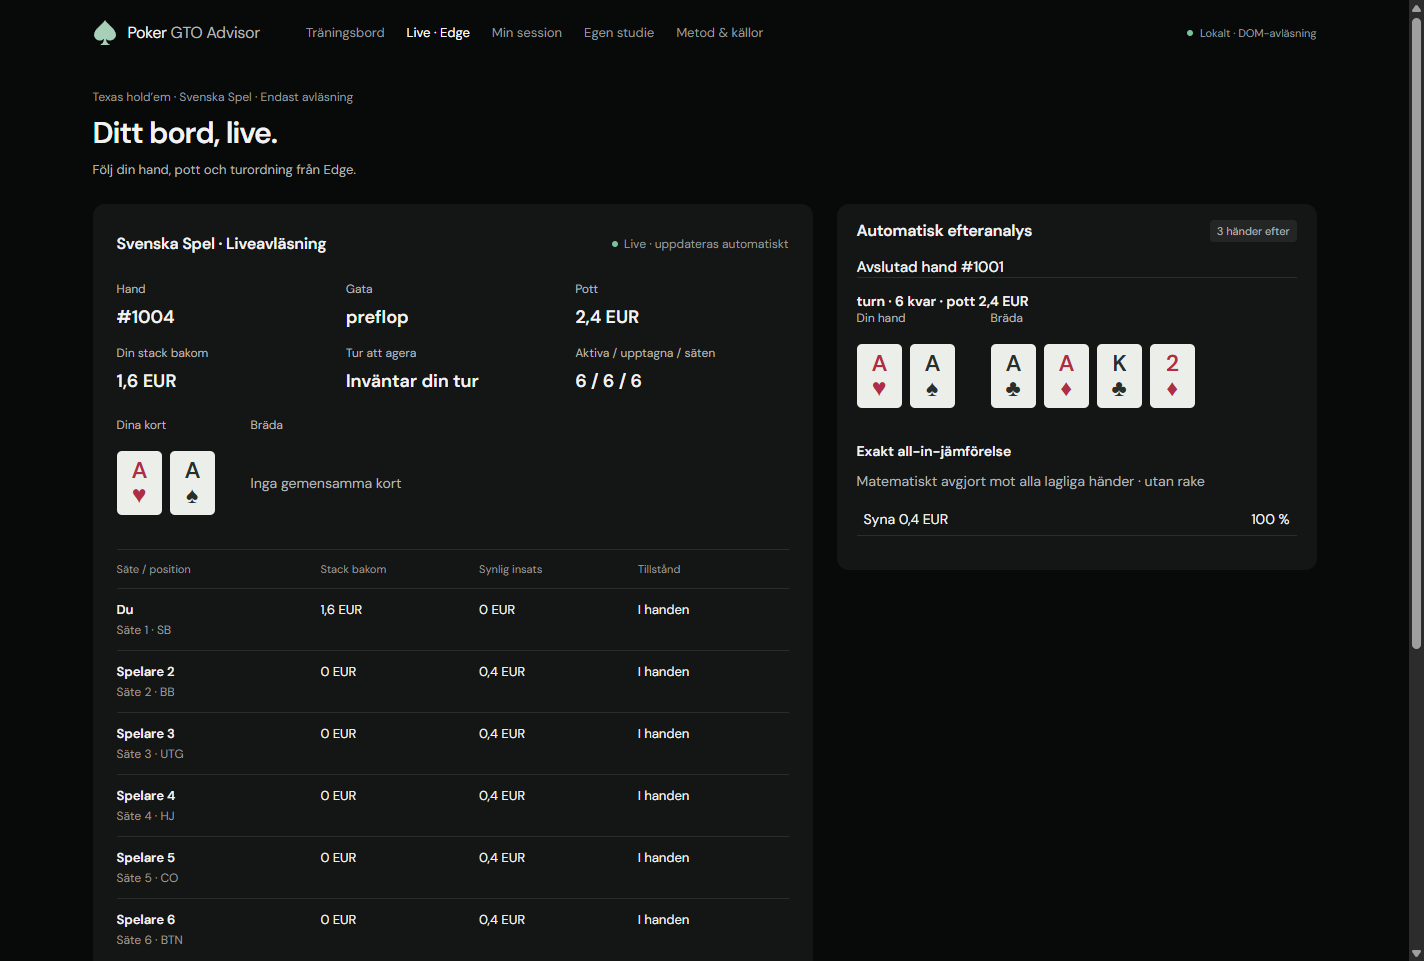 Poker GTO Advisor Träningsbord Live · Edge Min session Egen studie Metod & källor Lokalt · DOM-avläsning
Texas hold'em · Svenska Spel · Endast avläsning
Ditt bord, live.
Följ din hand, pott och turordning från Edge.
Svenska Spel · Liveavläsning Live · uppdateras automatiskt
Hand Gata Pott
#1004 preflop 2,4 EUR
Din stack bakom Tur att agera Aktiva / upptagna / säten
1,6 EUR Inväntar din tur 6 / 6 / 6
Dina kort Bräda
A♥ A♠ Inga gemensamma kort
Säte / position Stack bakom Synlig insats Tillstånd
Du 1,6 EUR 0 EUR I handen
Säte 1 · SB
Spelare 2 0 EUR 0,4 EUR I handen
Säte 2 · BB
Spelare 3 0 EUR 0,4 EUR I handen
Säte 3 · UTG
Spelare 4 0 EUR 0,4 EUR I handen
Säte 4 · HJ
Spelare 5 0 EUR 0,4 EUR I handen
Säte 5 · CO
Spelare 6 0 EUR 0,4 EUR I handen
Säte 6 · BTN
Automatisk efteranalys 3 händer efter
Avslutad hand #1001
turn · 6 kvar · pott 2,4 EUR
Din hand Bräda
A♥ A♠ A♣ A♦ K♣ 2♦
Exakt all-in-jämförelse
Matematiskt avgjort mot alla lagliga händer · utan rake
Syna 0,4 EUR 100 %